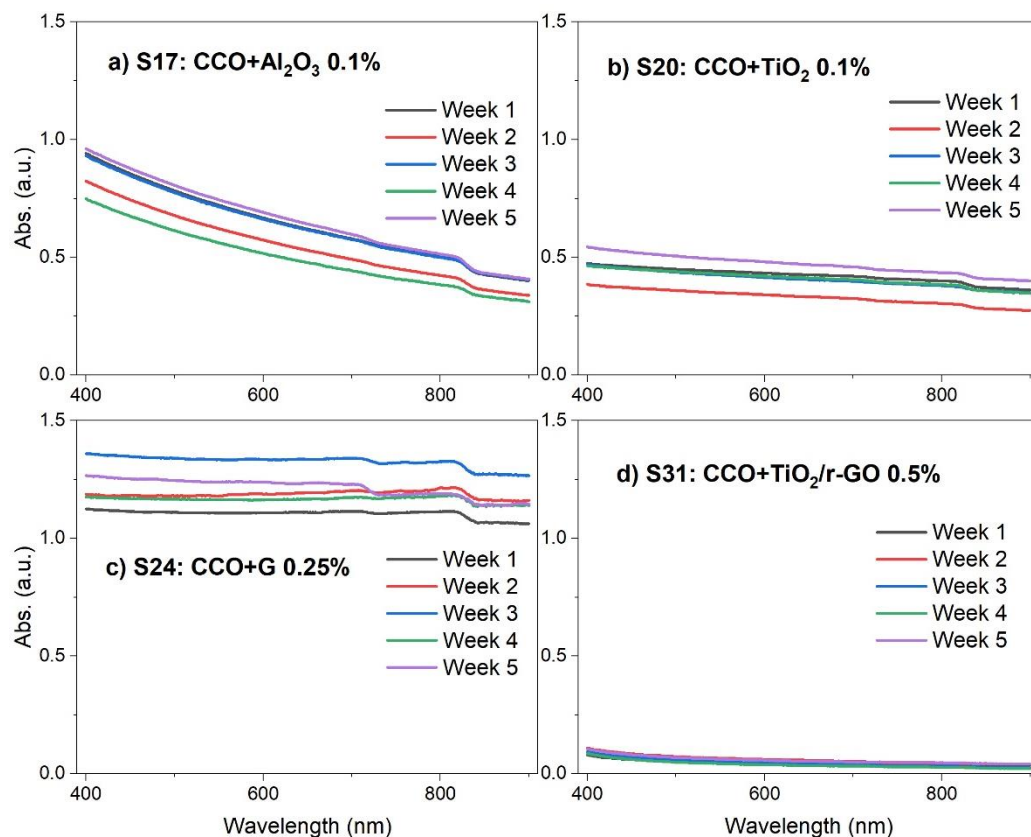 1.5
a) S17: CCO+Al₂O₃ 0.1%
Week 1
Week 2
Week 3
Week 4
Week 5
1.0
0.5
0.0
Abs. (a.u.)
400
600
800
b) S20: CCO+TiO₂ 0.1%
Week 1
Week 2
Week 3
Week 4
Week 5
1.5
1.0
0.5
0.0
400
600
800
1.5
1.0
c) S24: CCO+G 0.25%
Week 1
Week 2
Week 3
Week 4
Week 5
0.5
0.0
Abs. (a.u.)
400
600
800
Wavelength (nm)
1.5
d) S31: CCO+TiO₂/r-GO 0.5%
1.0
Week 1
Week 2
Week 3
Week 4
Week 5
0.5
0.0
400
600
800
Wavelength (nm)